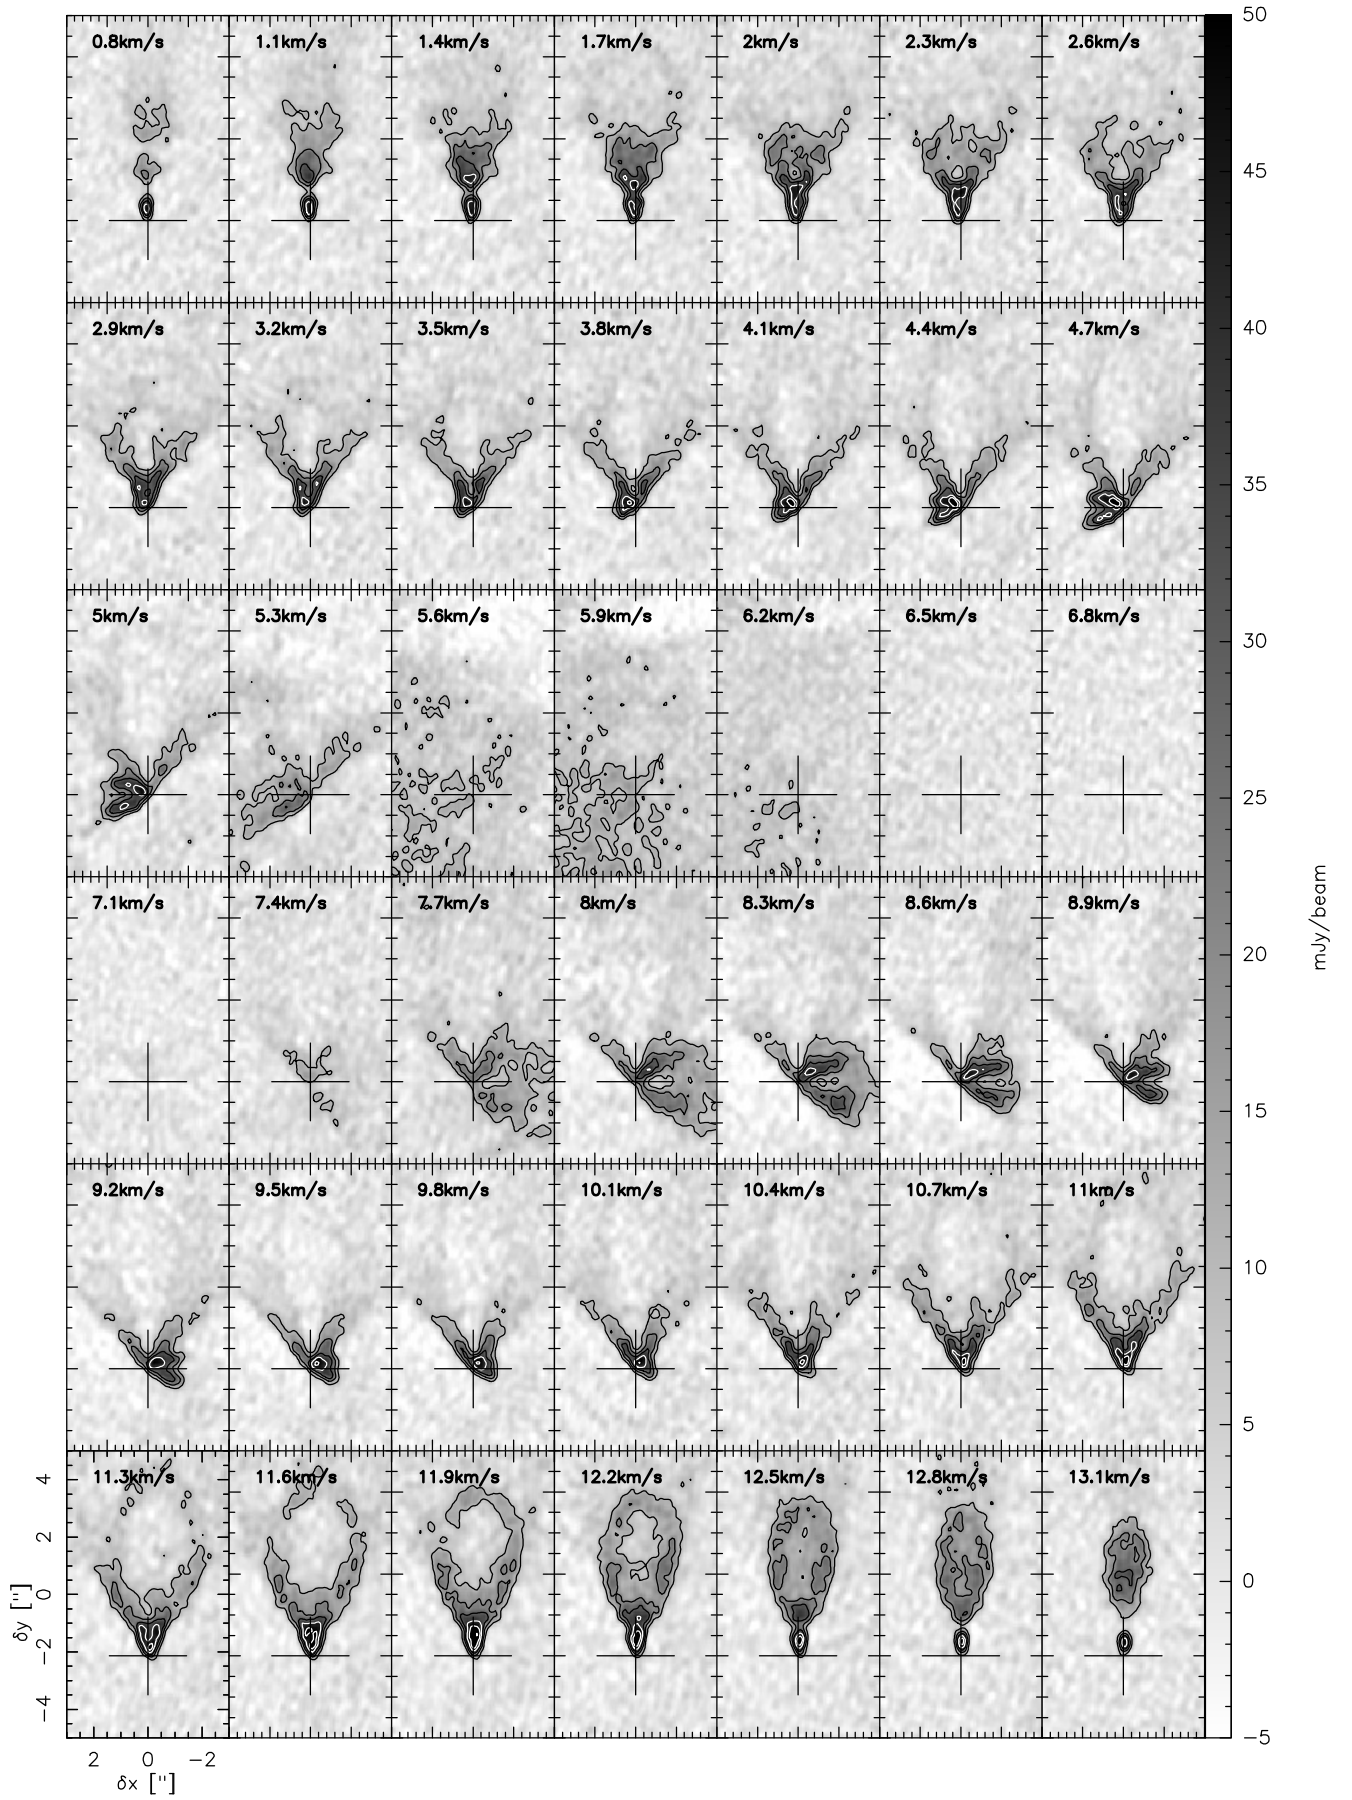 0.8km/s 1.1km/s 1.4km/s 1.7km/s 2km/s 2.3km/s 2.6km/s
2.9km/s 3.2km/s 3.5km/s 3.8km/s 4.1km/s 4.4km/s 4.7km/s
5km/s 5.3km/s 5.6km/s 5.9km/s 6.2km/s 6.5km/s 6.8km/s
7.1km/s 7.4km/s 7.7km/s 8km/s 8.3km/s 8.6km/s 8.9km/s
9.2km/s 9.5km/s 9.8km/s 10.1km/s 10.4km/s 10.7km/s 11km/s
11.3km/s 11.6km/s 11.9km/s 12.2km/s 12.5km/s 12.8km/s 13.1km/s
4
2
0
−2
−4
δy ["]
2 0 −2
δx ["]
50
45
40
35
30
25
20
15
10
5
0
−5
mJy/beam